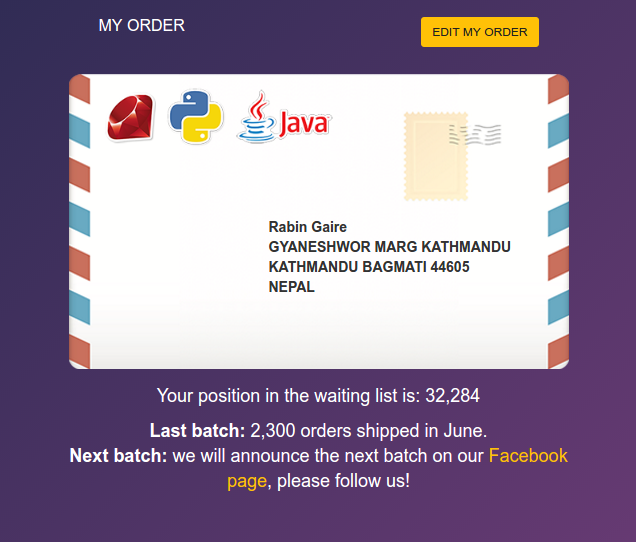 MY ORDER
EDIT MY ORDER
Java
Rabin Gaire
GYANESHWOR MARG KATHMANDU
KATHMANDU BAGMATI 44605
NEPAL
Your position in the waiting list is: 32,284
Last batch: 2,300 orders shipped in June.
Next batch: we will announce the next batch on our Facebook
page, please follow us!